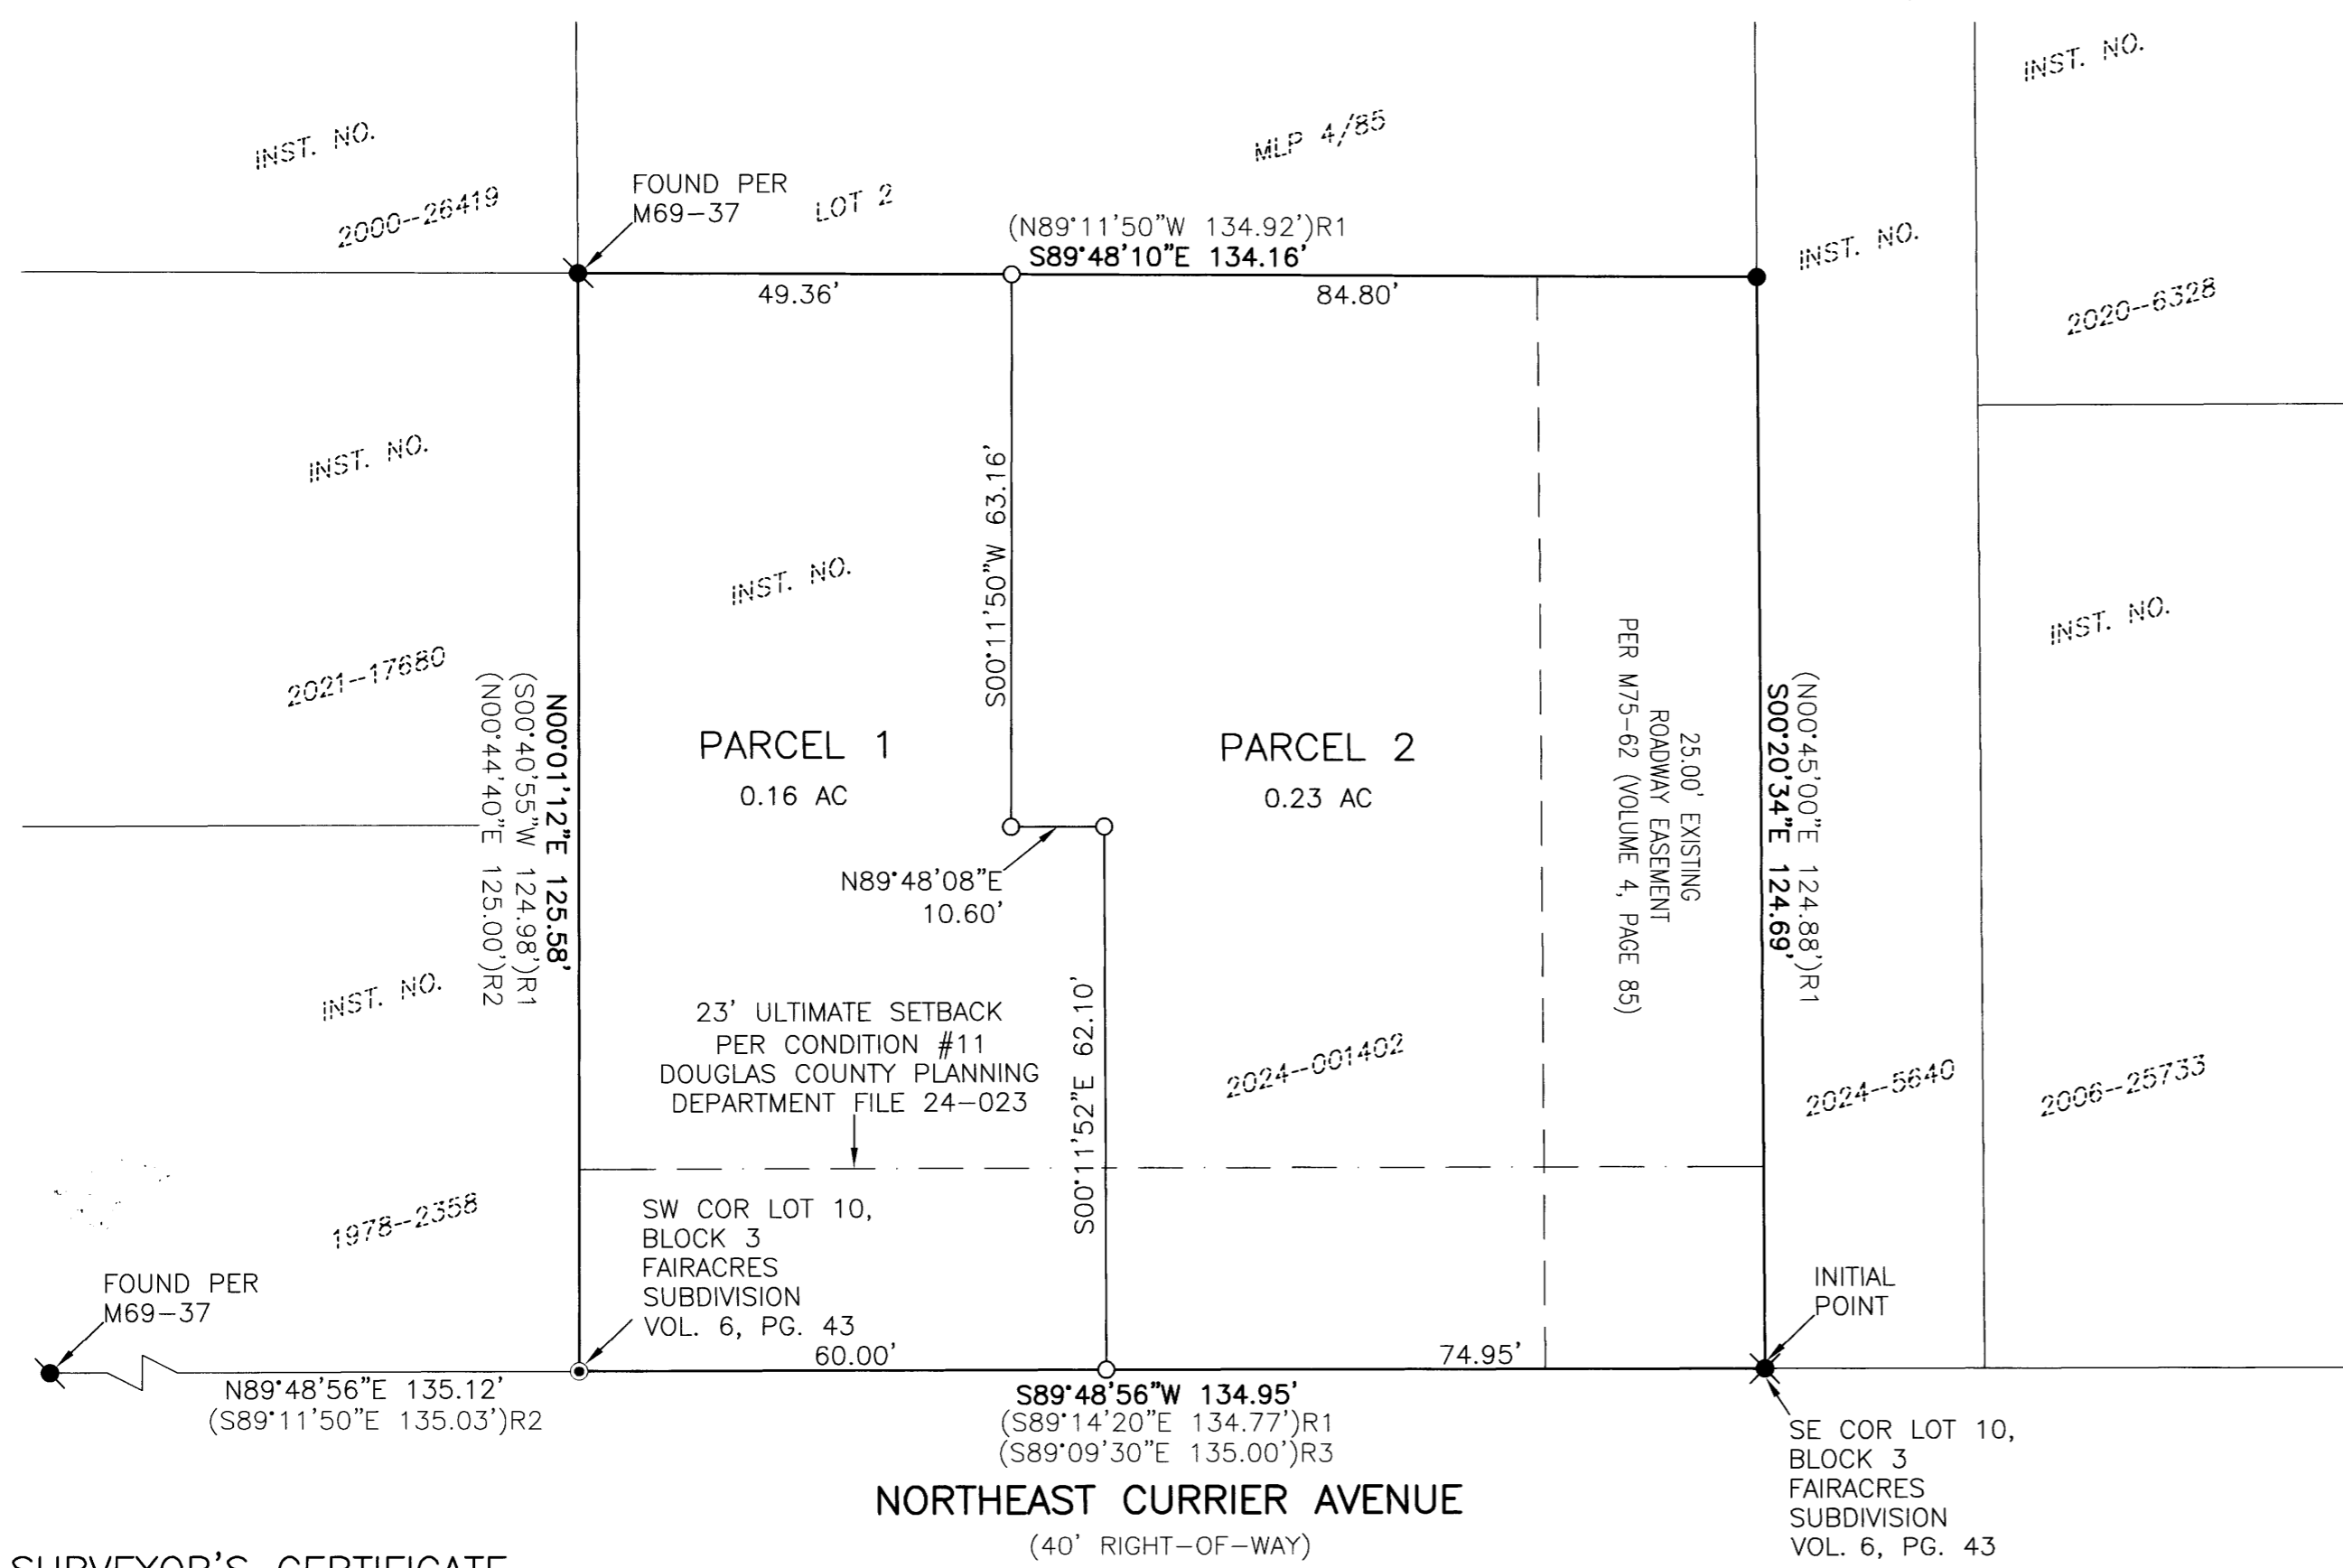 INST. NO.
INST. NO.
2000--26419
FOUND PER
M69-37
LOT 2
MLP 4/85
(N89°11'50"W 134.92')R1
S89°48'10"E 134.16'
49.36'
84.80'
INST. NO.
2020--6328
INST. NO.
2021--17680
INST. NO.
S00°11'50"W 63.16'
INST. NO.
PARCEL 1
0.16 AC
PARCEL 2
0.23 AC
N00°01'12"E 125.58'
(S00°40'55"W 124.98')R1
(N00°44'40"E 125.00')R2
25.00' EXISTING
ROADWAY EASEMENT
PER M75-62 (VOLUME 4, PAGE 85)
(N00°45'00"E 124.88')R1
S00°20'34"E 124.69'
N89°48'08"E
10.60'
INST. NO.
23' ULTIMATE SETBACK
PER CONDITION #11
DOUGLAS COUNTY PLANNING
DEPARTMENT FILE 24-023
S00°11'52"E 62.10'
2024--001402
2024--5640
2006--25733
1978--2358
SW COR LOT 10,
BLOCK 3
FAIRACRES
SUBDIVISION
VOL. 6, PG. 43
FOUND PER
M69-37
INITIAL
POINT
60.00'
74.95'
N89°48'56"E 135.12'
(S89°11'50"E 135.03')R2
S89°48'56"W 134.95'
(S89°14'20"E 134.77')R1
(S89°09'30"E 135.00')R3
SE COR LOT 10,
BLOCK 3
FAIRACRES
SUBDIVISION
VOL. 6, PG. 43
NORTHEAST CURRIER AVENUE
(40' RIGHT-OF-WAY)
SURVEYOR'S CERTIFICATE